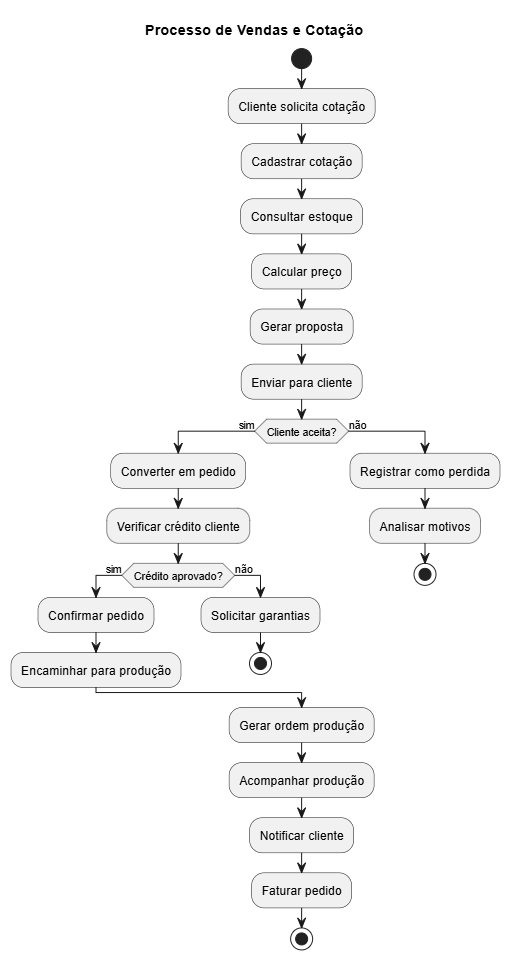 Processo de Vendas e Cotação
Cliente solicita cotação
Cadastrar cotação
Consultar estoque
Calcular preço
Gerar proposta
Enviar para cliente
sim
Cliente aceita?
não
Converter em pedido
Registrar como perdida
Verificar crédito cliente
Analisar motivos
sim
Crédito aprovado?
não
Confirmar pedido
Solicitar garantias
Encaminhar para produção
Gerar ordem produção
Acompanhar produção
Notificar cliente
Faturar pedido